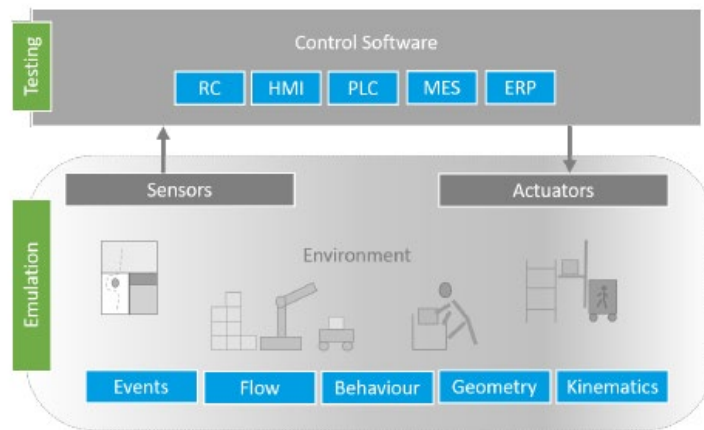 Testing
Control Software
RC HMI PLC MES ERP
Sensors Actuators
Emulation
Environment
Events Flow Behaviour Geometry Kinematics